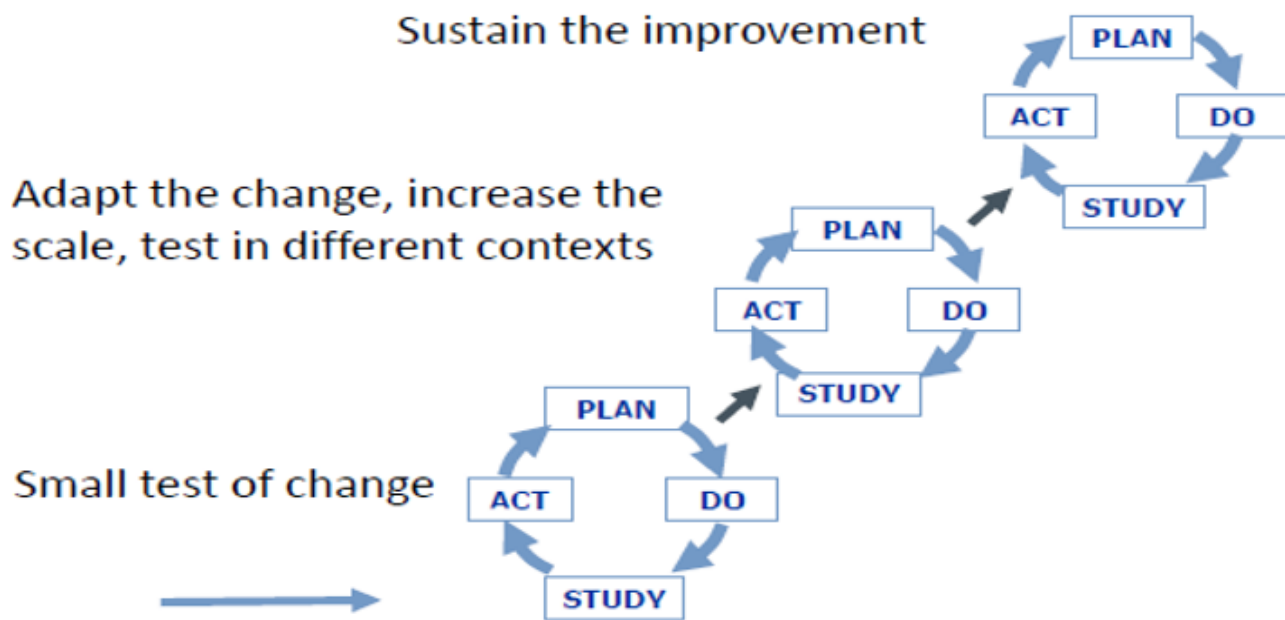 Sustain the improvement
PLAN
ACT
DO
STUDY
Adapt the change, increase the
scale, test in different contexts
PLAN
ACT
DO
STUDY
Small test of change
PLAN
ACT
DO
STUDY